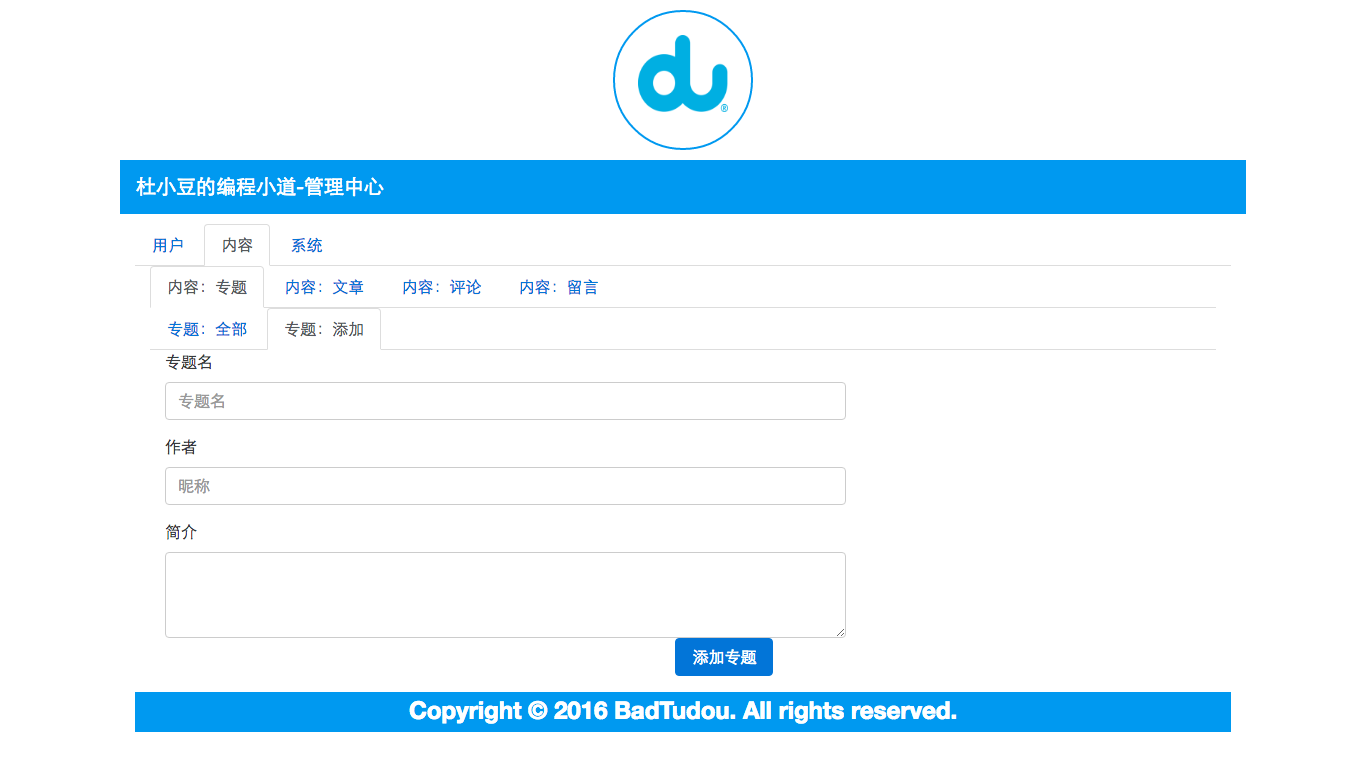 du®
杜小豆的编程小道-管理中心
用户 内容 系统
内容：专题 内容：文章 内容：评论 内容：留言
专题：全部 专题：添加
专题名
专题名
作者
昵称
简介
添加专题
Copyright © 2016 BadTudou. All rights reserved.